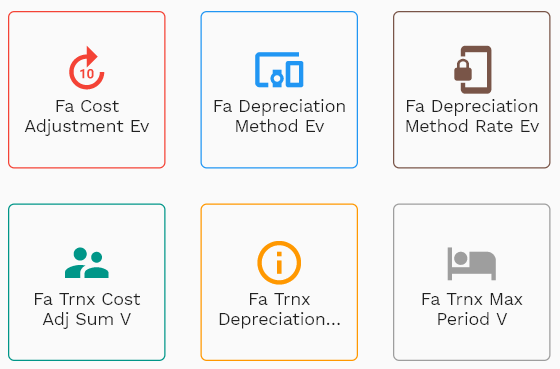 10
Fa Cost
Adjustment Ev
Fa Depreciation
Method Ev
Fa Depreciation
Method Rate Ev
Fa Trnx Cost
Adj Sum V
Fa Trnx
Depreciation...
Fa Trnx Max
Period V